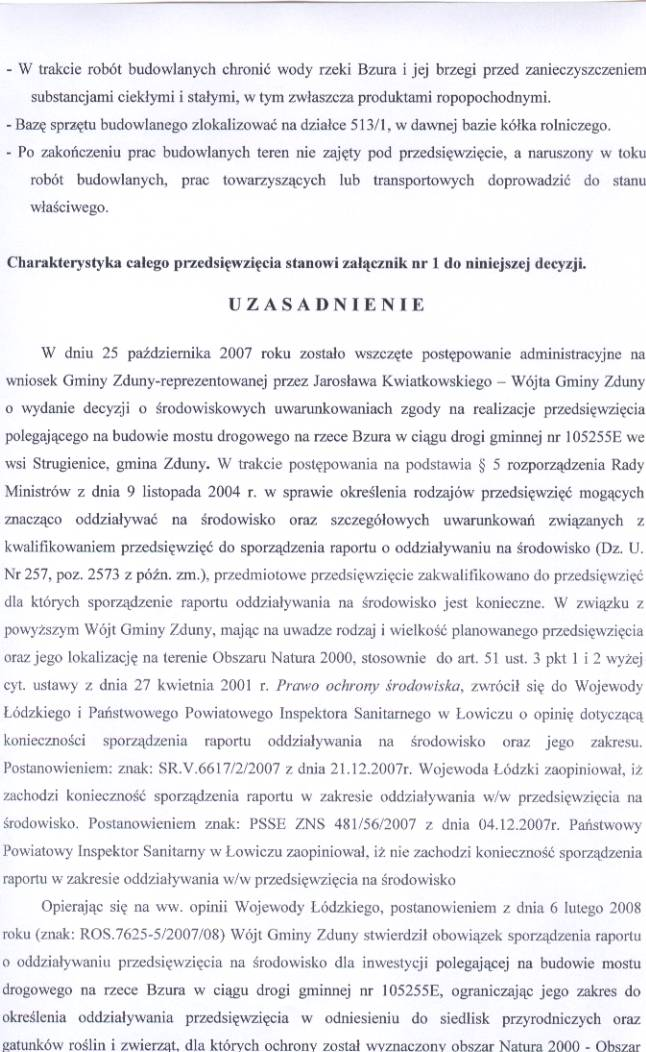 - W trakcie robót budowlanych chronić wody rzeki Bzura i jej brzegi przed zanieczyszczeniem
substancjami ciekłymi i stałymi, w tym zwłaszcza produktami ropopochodnymi.
- Bazę sprzętu budowlanego zlokalizować na działce 513/1, w dawnej bazie kółka rolniczego.
- Po zakończeniu prac budowlanych teren nie zajęty pod przedsięwzięcie, a naruszony w toku
robót budowlanych, prac towarzyszących lub transportowych doprowadzić do stanu
właściwego.
Charakterystyka całego przedsięwzięcia stanowi załącznik nr 1 do niniejszej decyzji.
U Z A S A D N I E N I E
W dniu 25 października 2007 roku zostało wszczęte postępowanie administracyjne na
wniosek Gminy Zduny-reprezentowanej przez Jarosława Kwiatkowskiego – Wójta Gminy Zduny
o wydanie decyzji o środowiskowych uwarunkowaniach zgody na realizacje przedsięwzięcia
polegającego na budowie mostu drogowego na rzece Bzura w ciągu drogi gminnej nr 105255E we
wsi Strugienice, gmina Zduny. W trakcie postępowania na podstawia § 5 rozporządzenia Rady
Ministrów z dnia 9 listopada 2004 r. w sprawie określenia rodzajów przedsięwzięć mogących
znacząco oddziaływać na środowisko oraz szczegółowych uwarunkowań związanych z
kwalifikowaniem przedsięwzięć do sporządzenia raportu o oddziaływaniu na środowisko (Dz. U.
Nr 257, poz. 2573 z późn. zm.), przedmiotowe przedsięwzięcie zakwalifikowano do przedsięwzięć
dla których sporządzenie raportu oddziaływania na środowisko jest konieczne. W związku z
powyższym Wójt Gminy Zduny, mając na uwadze rodzaj i wielkość planowanego przedsięwzięcia
oraz jego lokalizację na terenie Obszaru Natura 2000, stosownie do art. 51 ust. 3 pkt 1 i 2 wyżej
cyt. ustawy z dnia 27 kwietnia 2001 r. Prawo ochrony środowiska, zwrócił się do Wojewody
Łódzkiego i Państwowego Powiatowego Inspektora Sanitarnego w Łowiczu o opinię dotyczącą
konieczności sporządzenia raportu oddziaływania na środowisko oraz jego zakresu.
Postanowieniem: znak: SR.V.6617/2/2007 z dnia 21.12.2007r. Wojewoda Łódzki zaopiniował, iż
zachodzi konieczność sporządzenia raportu w zakresie oddziaływania w/w przedsięwzięcia na
środowisko. Postanowieniem znak: PSSE ZNS 481/56/2007 z dnia 04.12.2007r. Państwowy
Powiatowy Inspektor Sanitarny w Łowiczu zaopiniował, iż nie zachodzi konieczność sporządzenia
raportu w zakresie oddziaływania w/w przedsięwzięcia na środowisko
Opierając się na ww. opinii Wojewody Łódzkiego, postanowieniem z dnia 6 lutego 2008
roku (znak: ROS.7625-5/2007/08) Wójt Gminy Zduny stwierdził obowiązek sporządzenia raportu
o oddziaływaniu przedsięwzięcia na środowisko dla inwestycji polegającej na budowie mostu
drogowego na rzece Bzura w ciągu drogi gminnej nr 105255E, ograniczając jego zakres do
określenia oddziaływania przedsięwzięcia w odniesieniu do siedlisk przyrodniczych oraz
gatunków roślin i zwierząt, dla których ochrony został wyznaczony obszar Natura 2000 - Obszar